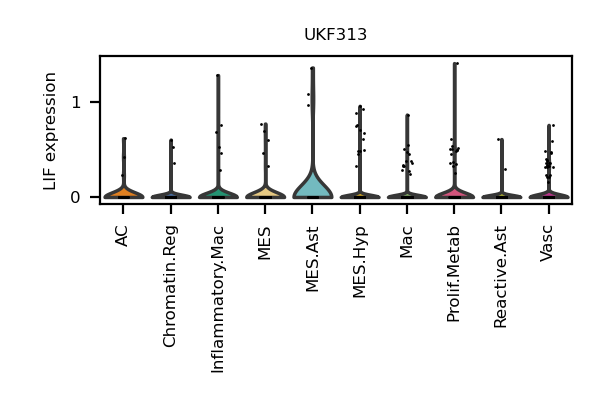 UKF313
LIF expression
1
0
AC
Chromatin.Reg
Inflammatory.Mac
MES
MES.Ast
MES.Hyp
Mac
Prolif.Metab
Reactive.Ast
Vasc